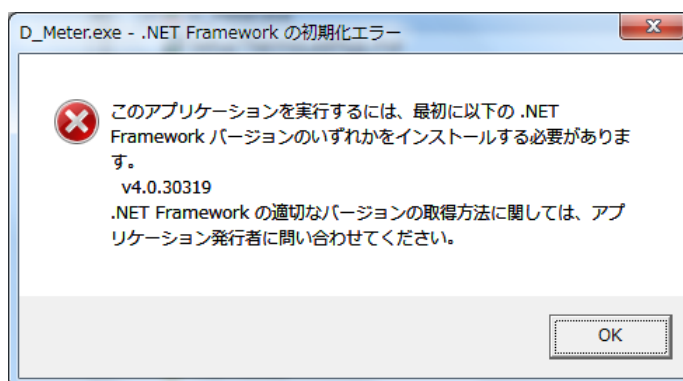 D_Meter.exe - .NET Framework の初期化エラー
このアプリケーションを実行するには、最初に以下の .NET
Framework バージョンのいずれかをインストールする必要がありま
す。
v4.0.30319
.NET Framework の適切なバージョンの取得方法に関しては、アプ
リケーション発行者に問い合わせてください。
OK